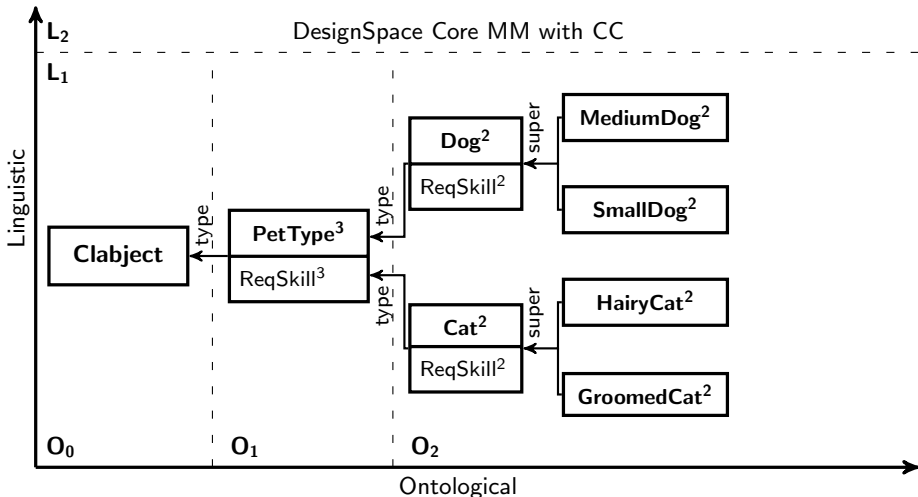 L₂
DesignSpace Core MM with CC
L₁
Linguistic
Clabject
type
PetType³
ReqSkill³
type
type
Dog²
ReqSkill²
super
MediumDog²
SmallDog²
Cat²
ReqSkill²
super
HairyCat²
GroomedCat²
O₀
O₁
O₂
Ontological